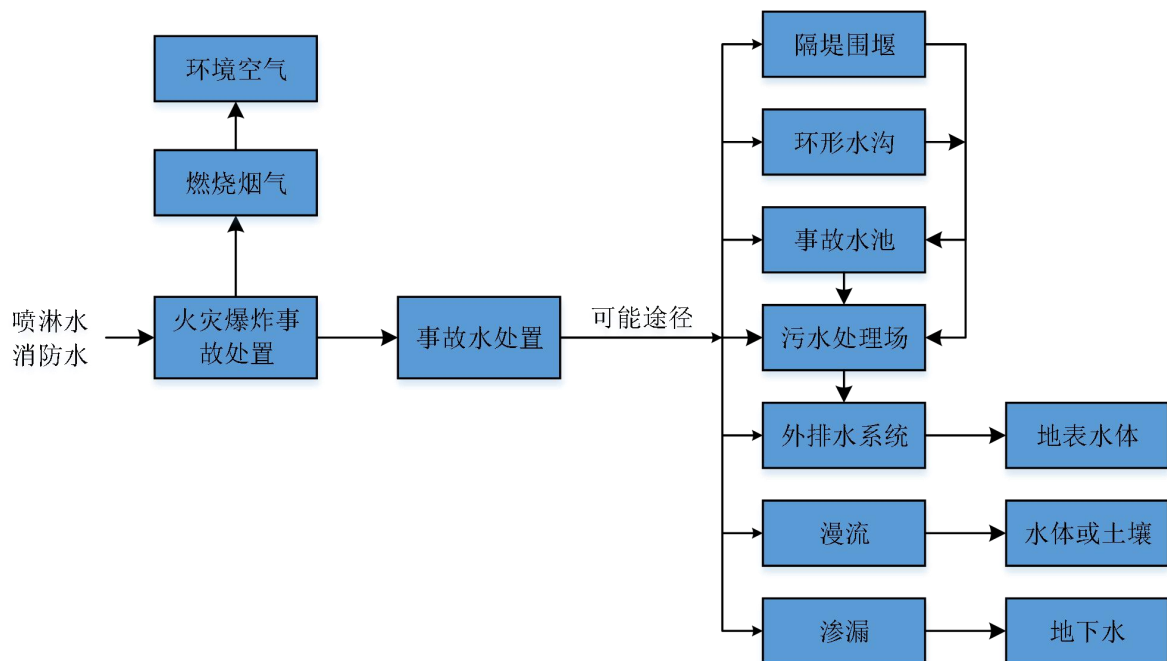 隔堤围堰
环境空气
环形水沟
燃烧烟气
事故水池
喷淋水
消防水
火灾爆炸事
故处置
事故水处置
可能途径
污水处理场
外排水系统
地表水体
漫流
水体或土壤
渗漏
地下水